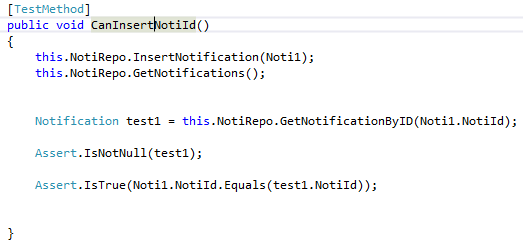 [TestMethod]
public void CanInsertNotiId()
{
this.NotiRepo.InsertNotification(Noti1);
this.NotiRepo.GetNotifications();
Notification test1 = this.NotiRepo.GetNotificationByID(Noti1.NotiId);
Assert.IsNotNull(test1);
Assert.IsTrue(Noti1.NotiId.Equals(test1.NotiId));
}